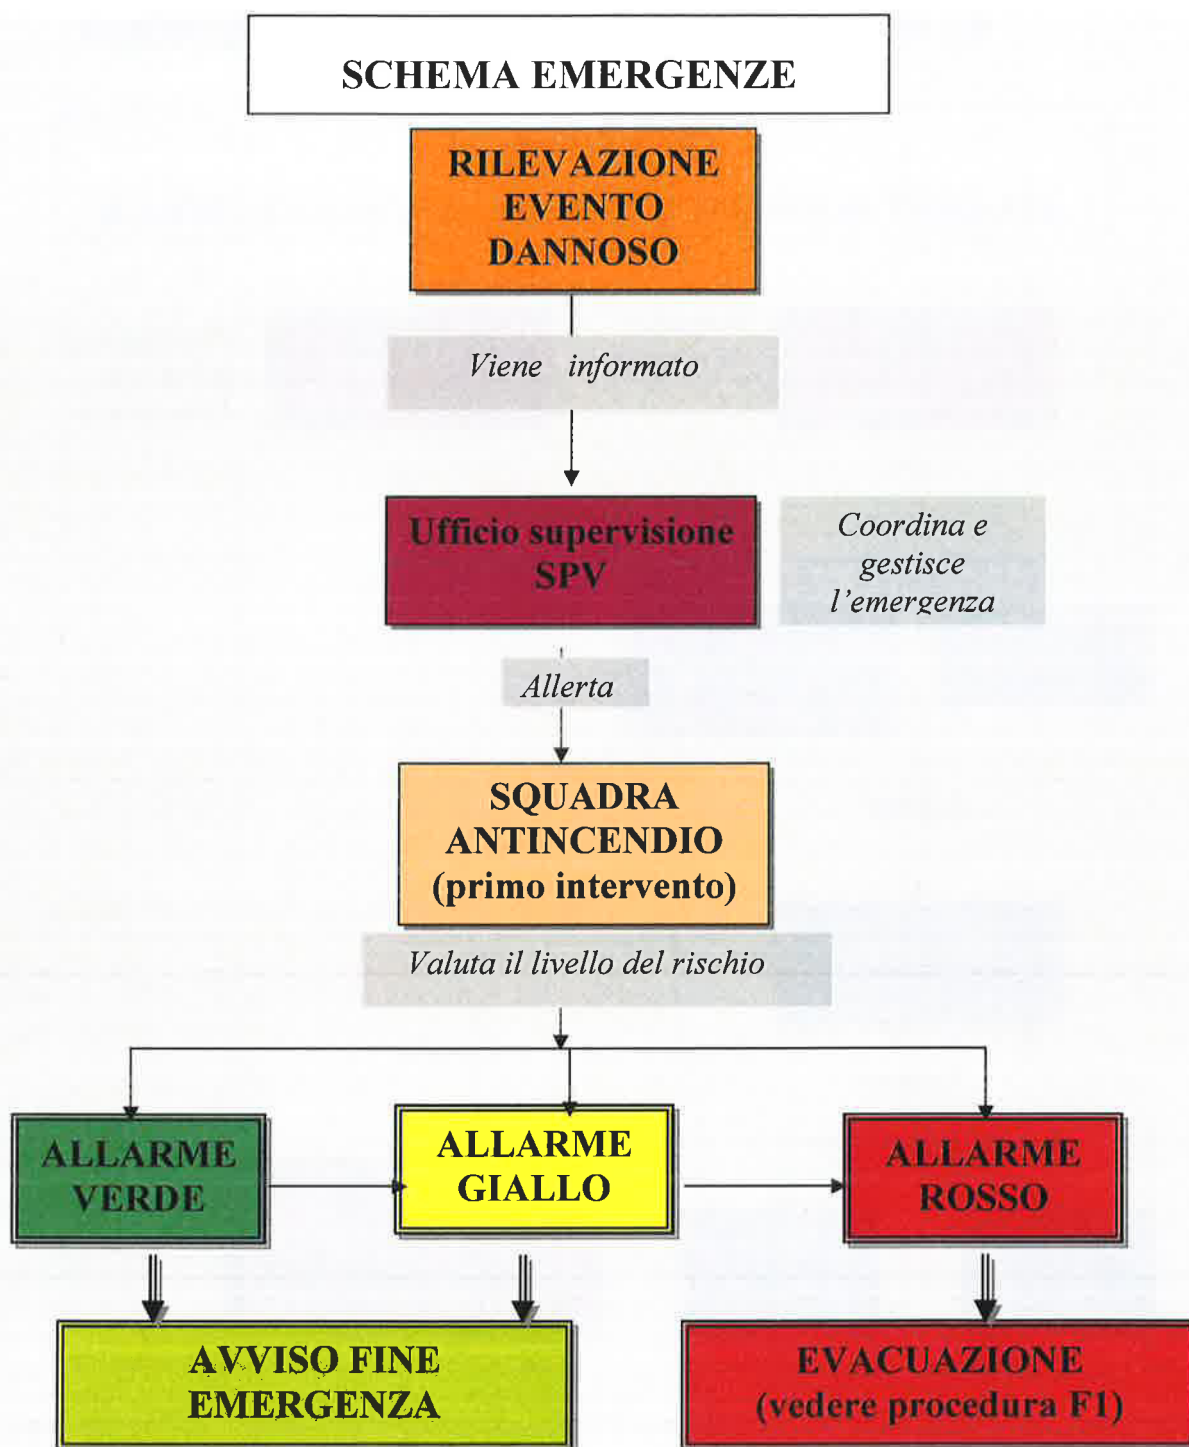 SCHEMA EMERGENZE
RILEVAZIONE
EVENTO
DANNOSO
Viene informato
Ufficio supervisione
SPV
Coordina e
gestisce
l'emergenza
Allerta
SQUADRA
ANTINCENDIO
(primo intervento)
Valuta il livello del rischio
ALLARME
VERDE
ALLARME
GIALLO
ALLARME
ROSSO
AVVISO FINE
EMERGENZA
EVACUAZIONE
(vedere procedura F1)